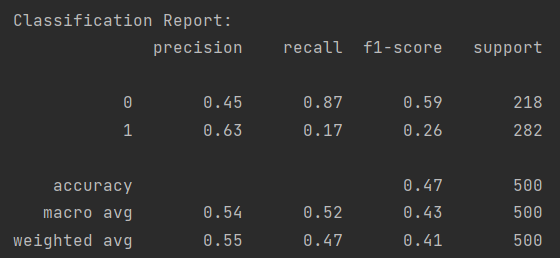 Classification Report:
precision recall f1-score support
0 0.45 0.87 0.59 218
1 0.63 0.17 0.26 282
accuracy 0.47 500
macro avg 0.54 0.52 0.43 500
weighted avg 0.55 0.47 0.41 500